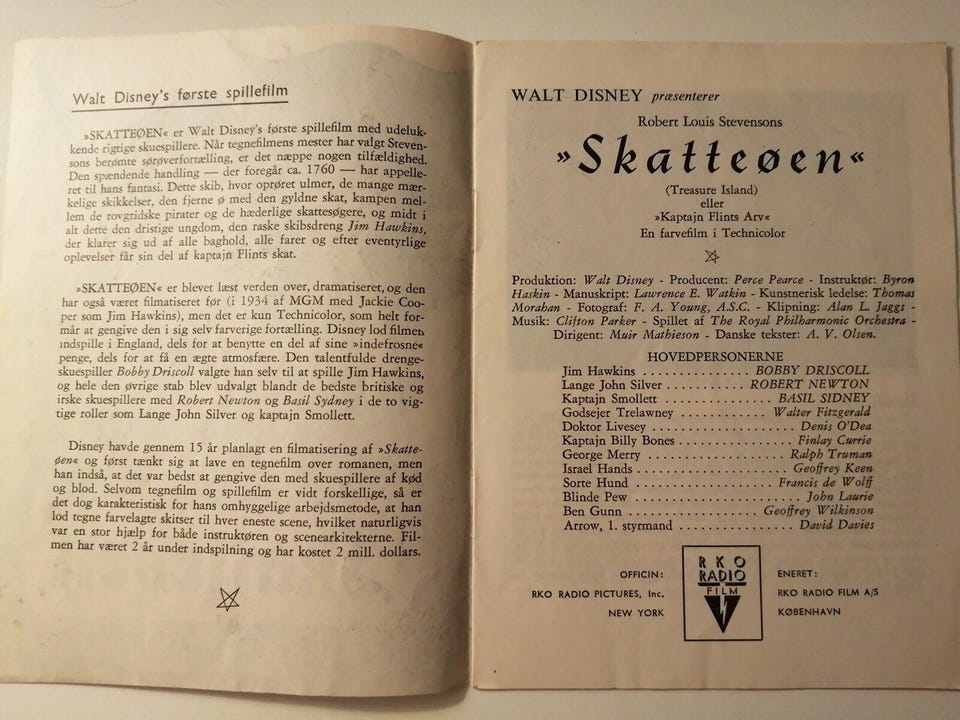 Walt Disney's første spillefilm
»SKATTEØEN« er Walt Disney's første spillefilm med udeluk-
kende rigtige skuespillere. Når tegnefilmens mester har valgt Steven-
sons berømte sørøverfortælling, er det næppe nogen tilfældighed.
Den spændende handling — der foregår ca. 1760 — har appelle-
ret til hans fantasi. Dette skib, hvor oprøret ulmer, de mange mær-
kelige skikkelser, den fjerne ø med den gyldne skat, kampen mel-
lem de rovgridske pirater og de hæderlige skattesøgere, og midt i
alt dette den dristige ungdom, den raske skibsdreng Jim Hawkins,
der klarer sig ud af alle baghold, alle farer og efter eventyrlige
oplevelser får sin del af kaptajn Flints skat.
»SKATTEØEN« er blevet læst verden over, dramatiseret, og den
har også været filmatiseret før (i 1934 af MGM med Jackie Coo-
per som Jim Hawkins), men det er kun Technicolor, som helt for-
mår at gengive den i sig selv farverige fortælling. Disney lod filmen
indspille i England, dels for at benytte en del af sine »indefrosne«
penge, dels for at få en ægte atmosfære. Den talentfulde drenge-
skuespiller Bobby Driscoll valgte han selv til at spille Jim Hawkins,
og hele den øvrige stab blev udvalgt blandt de bedste britiske og
irske skuespillere med Robert Newton og Basil Sydney i de to vig-
tige roller som Lange John Silver og kaptajn Smollett.
Disney havde gennem 15 år planlagt en filmatisering af »Skatte-
øen« og først tænkt sig at lave en tegnefilm over romanen, men
han indså, at det var bedst at gengive den med skuespillere af kød
og blod. Selvom tegnefilm og spillefilm er vidt forskellige, så er
det dog karakteristisk for hans omhyggelige arbejdsmetode, at han
lod tegne farvelagte skitser til hver eneste scene, hvilket naturligvis
var en stor hjælp for både instruktøren og scenearkitekterne. Fil-
men har været 2 år under indspilning og har kostet 2 mill. dollars.
WALT DISNEY præsenterer
Robert Louis Stevensons
»Skatteøen«
(Treasure Island)
eller
»Kaptajn Flints Arv«
En farvefilm i Technicolor
Produktion: Walt Disney - Producent: Perce Pearce - Instruktør: Byron
Haskin - Manuskript: Lawrence E. Watkin - Kunstnerisk ledelse: Thomas
Morahan - Fotograf: F. A. Young, A.S.C. - Klipning: Alan L. Jaggs -
Musik: Clifton Parker - Spillet af The Royal Philharmonic Orchestra -
Dirigent: Muir Mathieson - Danske tekster: A. V. Olsen.
HOVEDPERSONERNE
Jim Hawkins . . . . . . . . . . . . . . . BOBBY DRISCOLL
Lange John Silver . . . . . . . . . . . . ROBERT NEWTON
Kaptajn Smollett . . . . . . . . . . . . . . . BASIL SIDNEY
Godsejer Trelawney . . . . . . . . . . . . Walter Fitzgerald
Doktor Livesey . . . . . . . . . . . . . . . . . . . . Denis O'Dea
Kaptajn Billy Bones . . . . . . . . . . . . . . . . Finlay Currie
George Merry . . . . . . . . . . . . . . . . . . . Ralph Truman
Israel Hands . . . . . . . . . . . . . . . . . . . . . Geoffrey Keen
Sorte Hund . . . . . . . . . . . . . . . . . . . Francis de Wolff
Blinde Pew . . . . . . . . . . . . . . . . . . . . . . . John Laurie
Ben Gunn . . . . . . . . . . . . . . . . . . Geoffrey Wilkinson
Arrow, 1. styrmand . . . . . . . . . . . . . . . . David Davies
OFFICIN:
RKO RADIO PICTURES, Inc.
NEW YORK
RKO
RADIO
FILM
ENERET:
RKO RADIO FILM A/S
KØBENHAVN